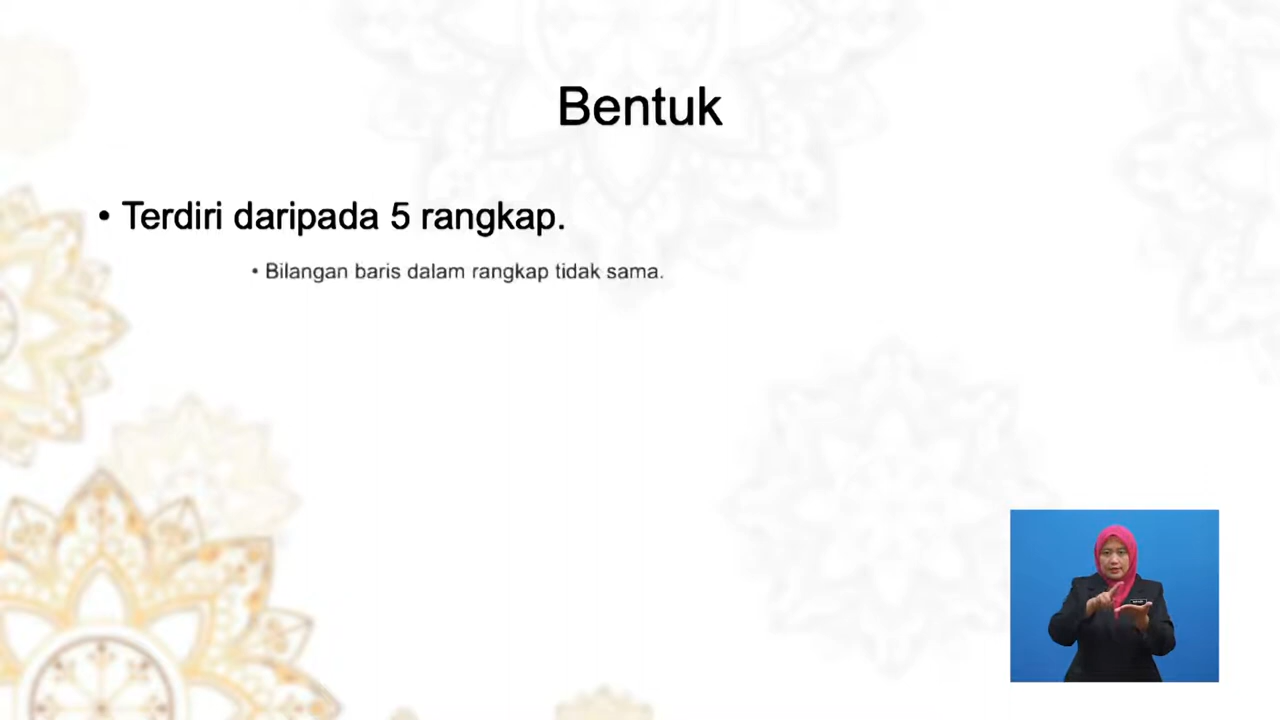 Bentuk
• Terdiri daripada 5 rangkap.
• Bilangan baris dalam rangkap tidak sama.